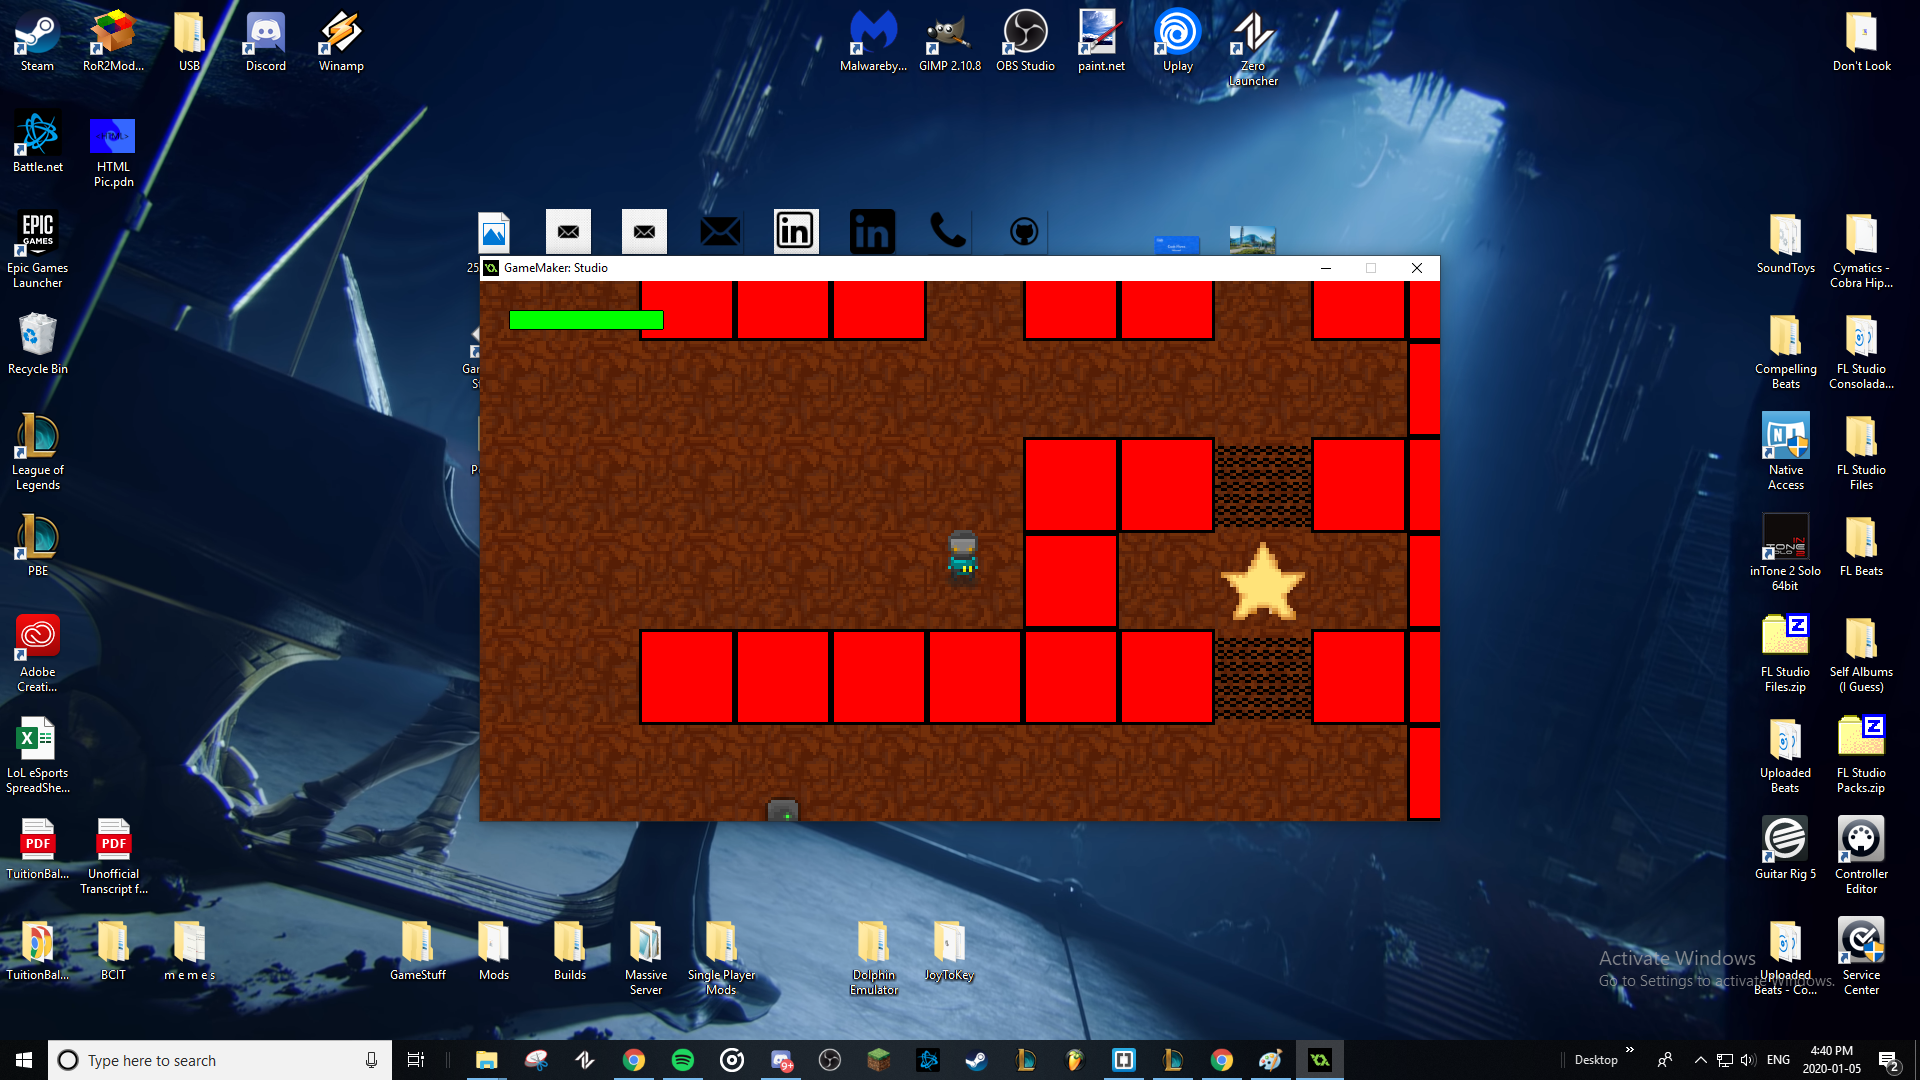 Steam
RoR2Mod...
USB
Discord
Winamp
Malwareby...
GIMP 2.10.8
OBS Studio
paint.net
Uplay
Zero
Launcher
Don't Look
Battle.net
HTML
Pic.pdn
EPIC
GAMES
Epic Games
Launcher
SoundToys
Cymatics -
Cobra Hip...
25
GameMaker: Studio
Recycle Bin
Compelling
Beats
FL Studio
Consolada...
League of
Legends
Native
Access
FL Studio
Files
PBE
inTone 2 Solo
64bit
FL Beats
Adobe
Creati...
FL Studio
Files.zip
Self Albums
(I Guess)
LoL eSports
SpreadShe...
Uploaded
Beats
FL Studio
Packs.zip
PDF
PDF
TuitionBal...
Unofficial
Transcript f...
Guitar Rig 5
Controller
Editor
TuitionBal...
BCIT
m e m e s
GameStuff
Mods
Builds
Massive
Server
Single Player
Mods
Dolphin
Emulator
JoyToKey
Uploaded
Beats - Co...
Service
Center
Activate Windows
Go to Settings to activate Windows.
Type here to search
9+
Desktop
ENG
4:40 PM
2020-01-05
2